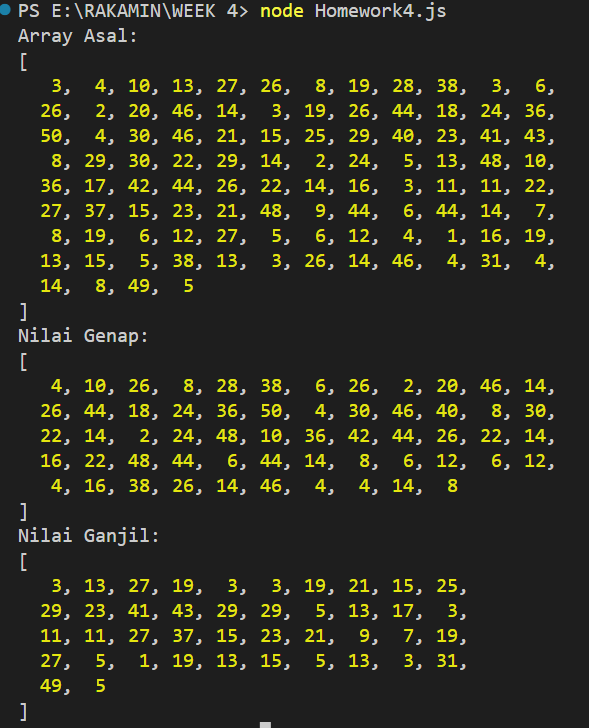 PS E:\RAKAMIN\WEEK 4> node Homework4.js
Array Asal:
[
   3,  4, 10, 13, 27, 26,  8, 19, 28, 38,  3,  6,
  26,  2, 20, 46, 14,  3, 19, 26, 44, 18, 24, 36,
  50,  4, 30, 46, 21, 15, 25, 29, 40, 23, 41, 43,
   8, 29, 30, 22, 29, 14,  2, 24,  5, 13, 48, 10,
  36, 17, 42, 44, 26, 22, 14, 16,  3, 11, 11, 22,
  27, 37, 15, 23, 21, 48,  9, 44,  6, 44, 14,  7,
   8, 19,  6, 12, 27,  5,  6, 12,  4,  1, 16, 19,
  13, 15,  5, 38, 13,  3, 26, 14, 46,  4, 31,  4,
  14,  8, 49,  5
]
Nilai Genap:
[
   4, 10, 26,  8, 28, 38,  6, 26,  2, 20, 46, 14,
  26, 44, 18, 24, 36, 50,  4, 30, 46, 40,  8, 30,
  22, 14,  2, 24, 48, 10, 36, 42, 44, 26, 22, 14,
  16, 22, 48, 44,  6, 44, 14,  8,  6, 12,  6, 12,
   4, 16, 38, 26, 14, 46,  4,  4, 14,  8
]
Nilai Ganjil:
[
   3, 13, 27, 19,  3,  3, 19, 21, 15, 25,
  29, 23, 41, 43, 29, 29,  5, 13, 17,  3,
  11, 11, 27, 37, 15, 23, 21,  9,  7, 19,
  27,  5,  1, 19, 13, 15,  5, 13,  3, 31,
  49,  5
]